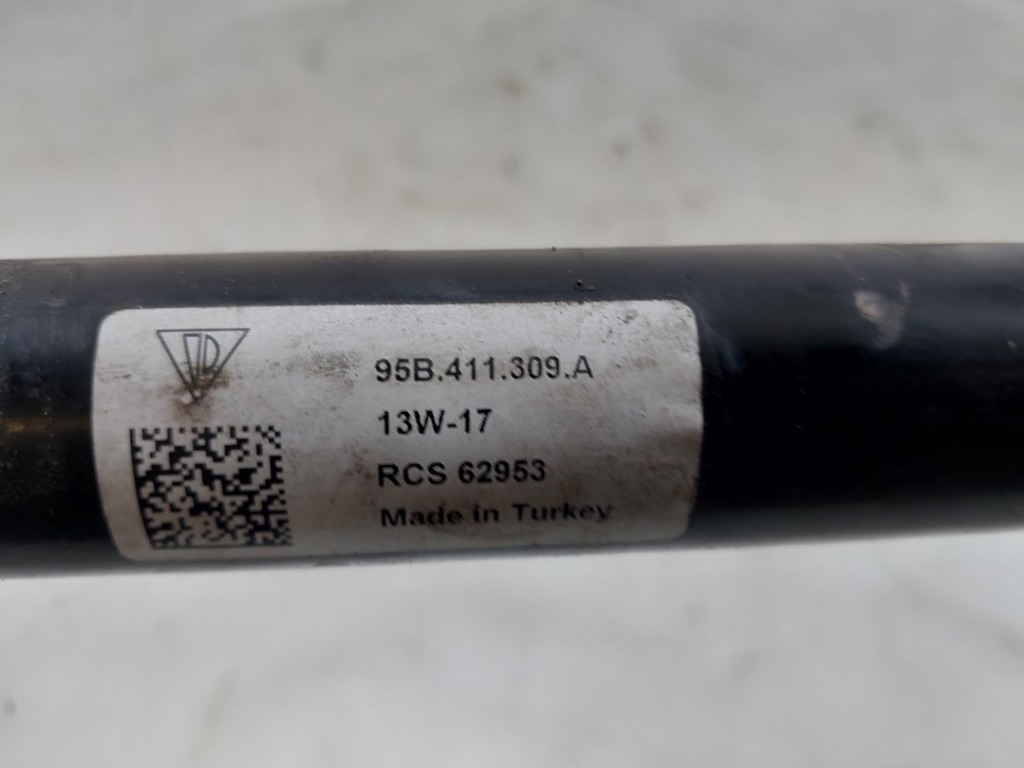 95B.411.309.A
13W-17
RCS 62953
Made in Turkey